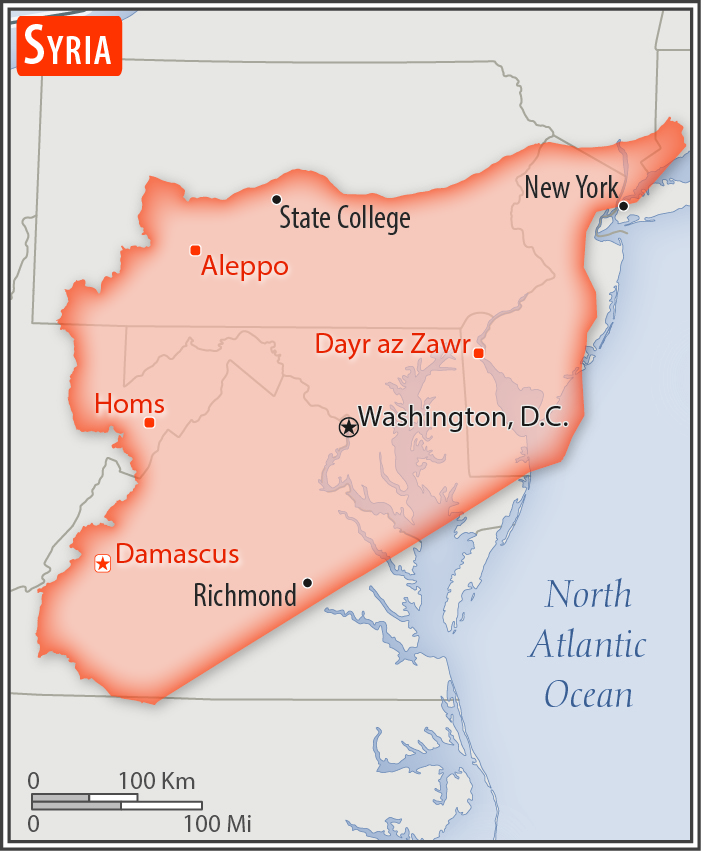 SYRIA
New York
State College
Aleppo
Dayr az Zawr
Homs
Washington, D.C.
Damascus
Richmond
North
Atlantic
Ocean
0 100 Km
0 100 Mi